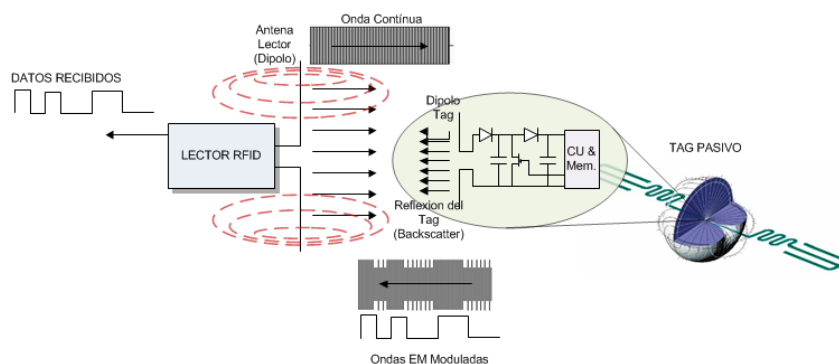 Onda Contínua
Antena
Lector
(Dipolo)
DATOS RECIBIDOS
LECTOR RFID
Dipolo
Tag
CU &
Mem.
TAG PASIVO
Reflexion del
Tag
(Backscatter)
Ondas EM Moduladas